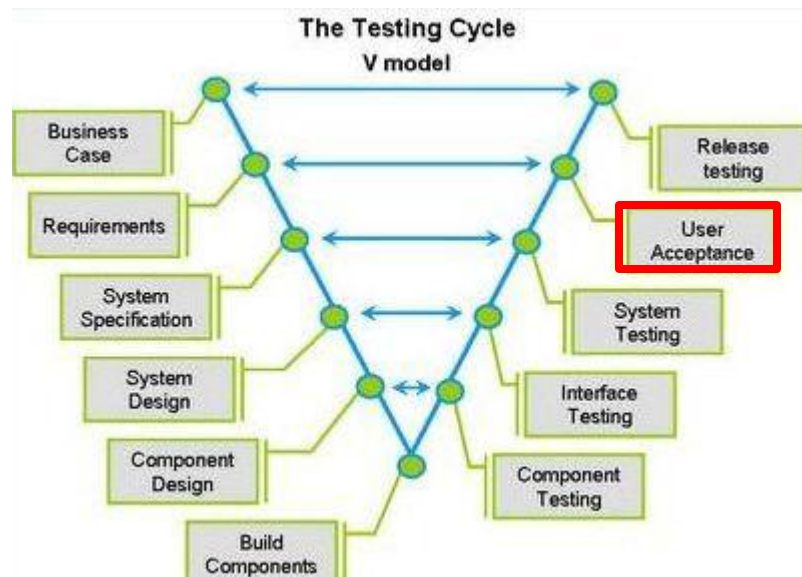 The Testing Cycle
V model
Business
Case
Release
testing
Requirements
User
Acceptance
System
Specification
System
Testing
System
Design
Interface
Testing
Component
Design
Component
Testing
Build
Components